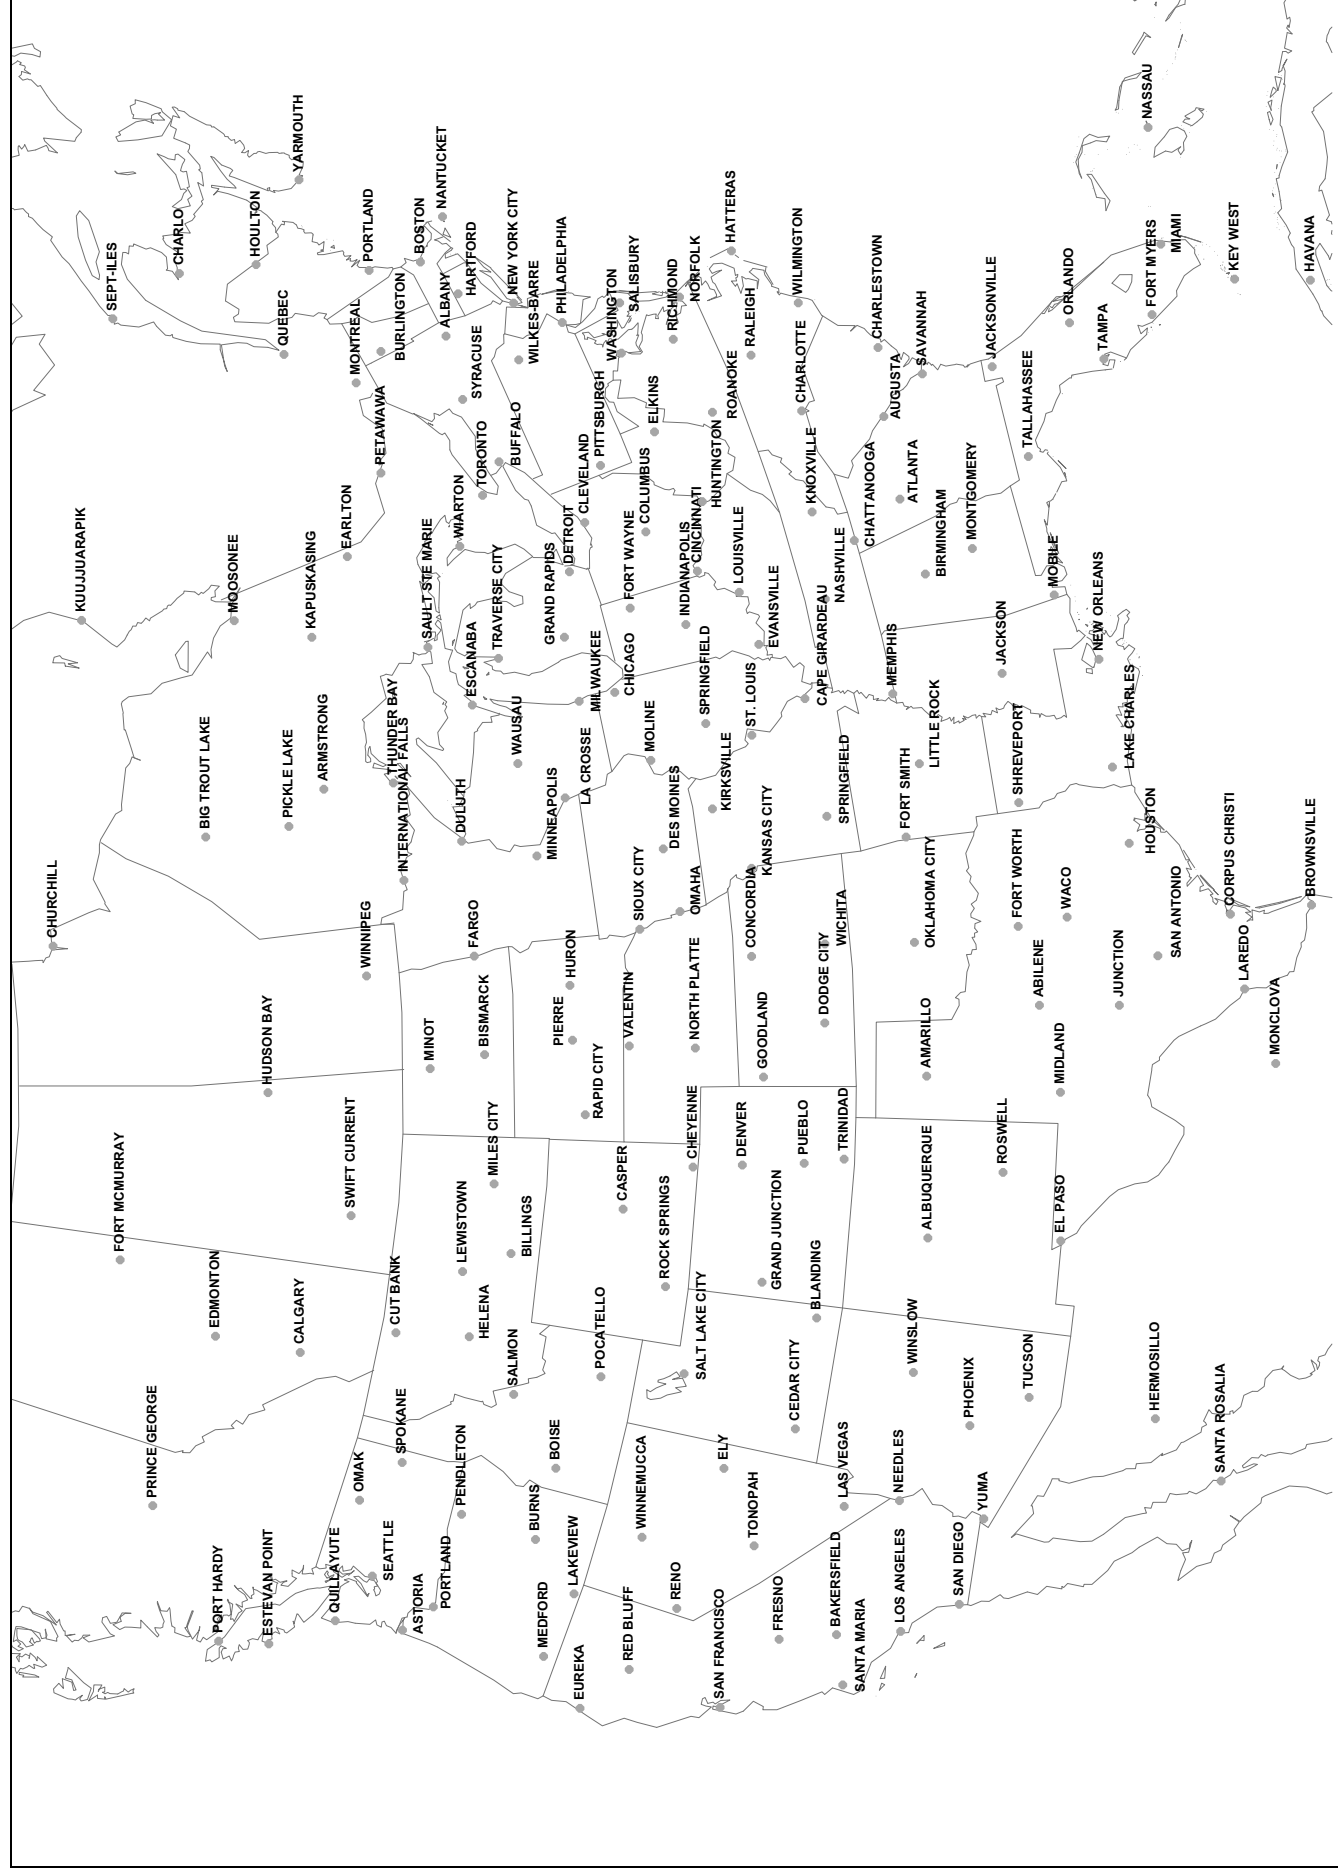 CHURCHILL
KUUJJUARAPIK
SEPT-ILES
FORT MCMURRAY
PRINCE GEORGE
CHARLO
BIG TROUT LAKE
EDMONTON
PORT HARDY
MOOSONEE
HOULTON
HUDSON BAY
ESTEVAN POINT
QUEBEC
PICKLE LAKE
CALGARY
YARMOUTH
KAPUSKASING
ARMSTRONG
QUILLAYUTE
EARLTON
SWIFT CURRENT
MONTREAL
OMAK
WINNIPEG
PORTLAND
SEATTLE
PETAWAWA
BURLINGTON
THUNDER BAY
CUT BANK
INTERNATIONAL FALLS
SPOKANE
ASTORIA
BOSTON
SAULT STE MARIE
MINOT
PORTLAND
NANTUCKET
ALBANY
WIARTON
DULUTH
LEWISTOWN
PENDLETON
HARTFORD
SYRACUSE
ESCANABA
FARGO
HELENA
TORONTO
BISMARCK
MILES CITY
TRAVERSE CITY
BUFFALO
NEW YORK CITY
WAUSAU
BILLINGS
SALMON
WILKES-BARRE
MINNEAPOLIS
BURNS
MEDFORD
BOISE
PHILADELPHIA
GRAND RAPIDS
DETROIT
LA CROSSE
HURON
PIERRE
LAKEVIEW
EUREKA
CLEVELAND
MILWAUKEE
RAPID CITY
POCATELLO
PITTSBURGH
WASHINGTON
SALISBURY
CHICAGO
FORT WAYNE
VALENTIN
CASPER
RED BLUFF
SIOUX CITY
WINNEMUCCA
COLUMBUS
ELKINS
MOLINE
DES MOINES
ROCK SPRINGS
RICHMOND
RENO
INDIANAPOLIS
OMAHA
NORTH PLATTE
CHEYENNE
SALT LAKE CITY
NORFOLK
CINCINNATI
HUNTINGTON
SPRINGFIELD
KIRKSVILLE
ROANOKE
SAN FRANCISCO
ELY
HATTERAS
LOUISVILLE
DENVER
RALEIGH
ST. LOUIS
CONCORDIA
KANSAS CITY
TONOPAH
GOODLAND
GRAND JUNCTION
EVANSVILLE
FRESNO
CEDAR CITY
WILMINGTON
CHARLOTTE
PUEBLO
KNOXVILLE
CAPE GIRARDEAU
BLANDING
DODGE CITY
WICHITA
NASHVILLE
SPRINGFIELD
BAKERSFIELD
TRINIDAD
LAS VEGAS
SANTA MARIA
CHATTANOOGA
CHARLESTOWN
AUGUSTA
MEMPHIS
ATLANTA
FORT SMITH
NEEDLES
LOS ANGELES
WINSLOW
OKLAHOMA CITY
SAVANNAH
LITTLE ROCK
AMARILLO
ALBUQUERQUE
BIRMINGHAM
SAN DIEGO
PHOENIX
MONTGOMERY
YUMA
JACKSONVILLE
JACKSON
ROSWELL
SHREVEPORT
FORT WORTH
TALLAHASSEE
TUCSON
ABILENE
MOBILE
MIDLAND
EL PASO
WACO
ORLANDO
NEW ORLEANS
TAMPA
LAKE CHARLES
JUNCTION
HOUSTON
NASSAU
FORT MYERS
MIAMI
SAN ANTONIO
HERMOSILLO
SANTA ROSALIA
CORPUS CHRISTI
KEY WEST
LAREDO
MONCLOVA
HAVANA
BROWNSVILLE